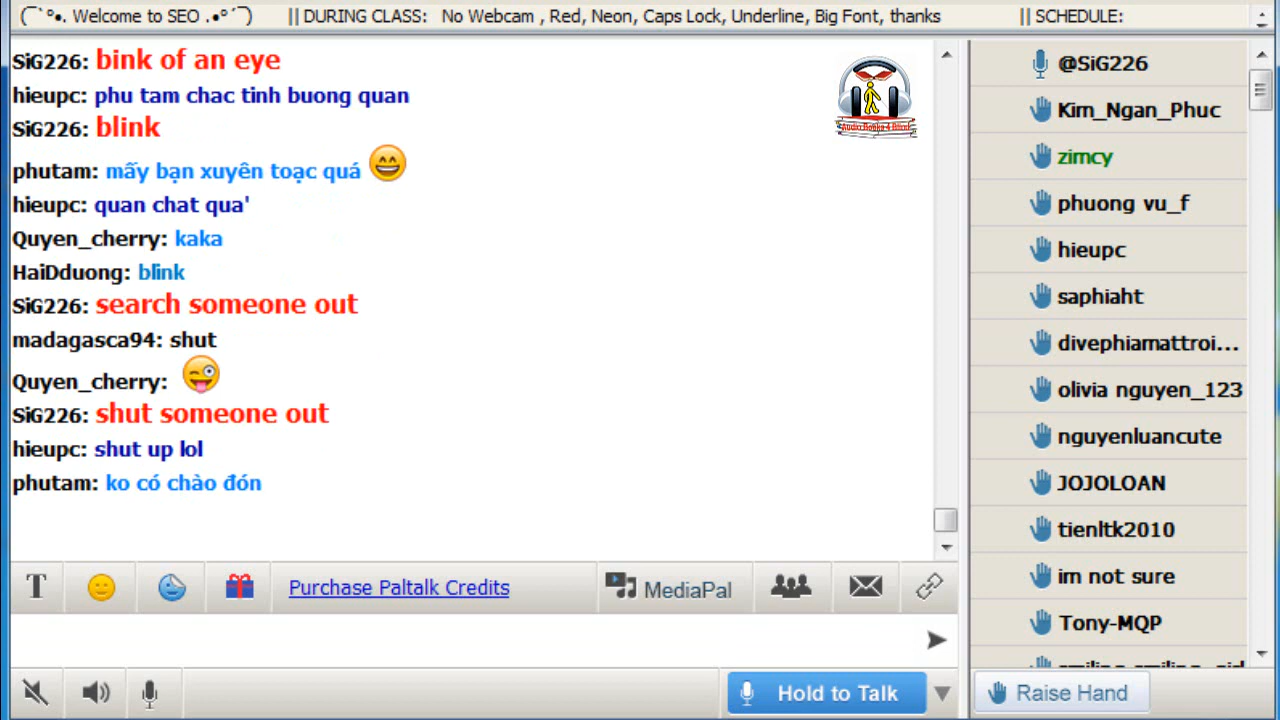 (¯`°•. Welcome to SEO .•°´¯) || DURING CLASS: No Webcam , Red, Neon, Caps Lock, Underline, Big Font, thanks || SCHEDULE:
SiG226: bink of an eye
hieupc: phu tam chac tinh buong quan
SiG226: blink
phutam: mấy bạn xuyên toạc quá
hieupc: quan chat qua'
Quyen_cherry: kaka
HaiDduong: blink
SiG226: search someone out
madagasca94: shut
Quyen_cherry:
SiG226: shut someone out
hieupc: shut up lol
phutam: ko có chào đón
Audio Books 4 Blind
@SiG226
Kim_Ngan_Phuc
zimcy
phuong vu_f
hieupc
saphiaht
divephiamattroi...
olivia nguyen_123
nguyenluancute
JOJOLOAN
tienltk2010
im not sure
Tony-MQP
T
Purchase Paltalk Credits
MediaPal
Hold to Talk
Raise Hand